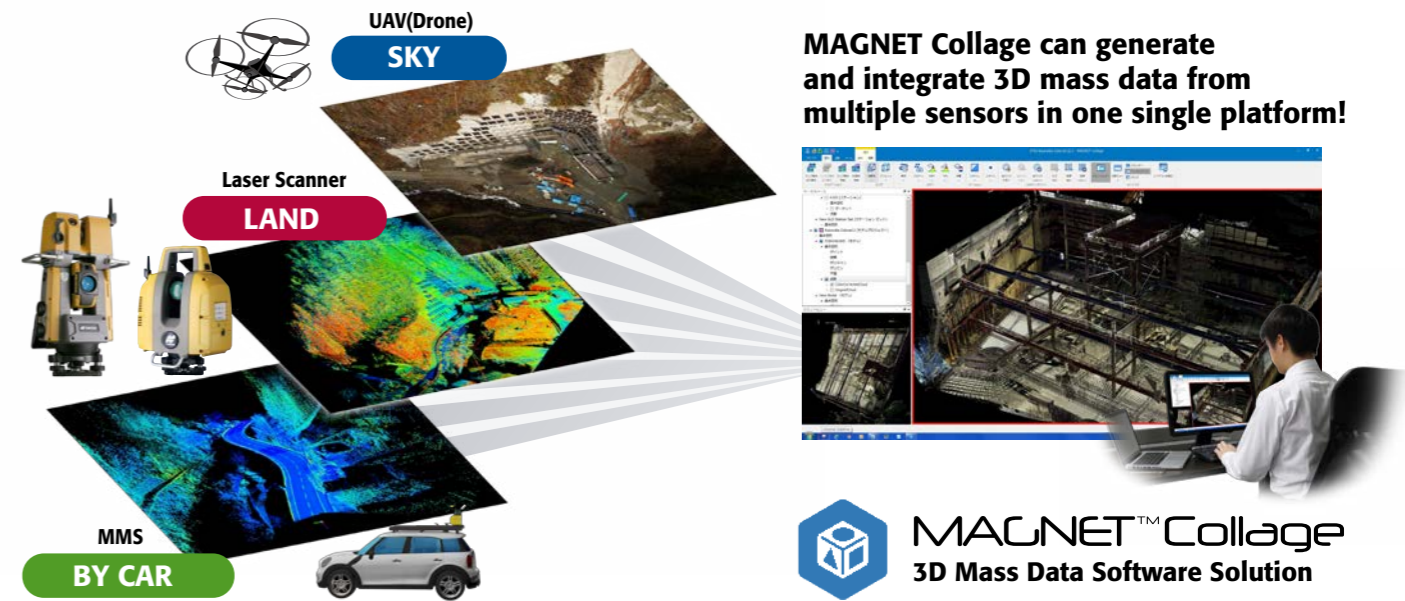 UAV(Drone)
SKY
Laser Scanner
LAND
MMS
BY CAR
MAGNET Collage can generate
and integrate 3D mass data from
multiple sensors in one single platform!
MAGNET™ Collage
3D Mass Data Software Solution